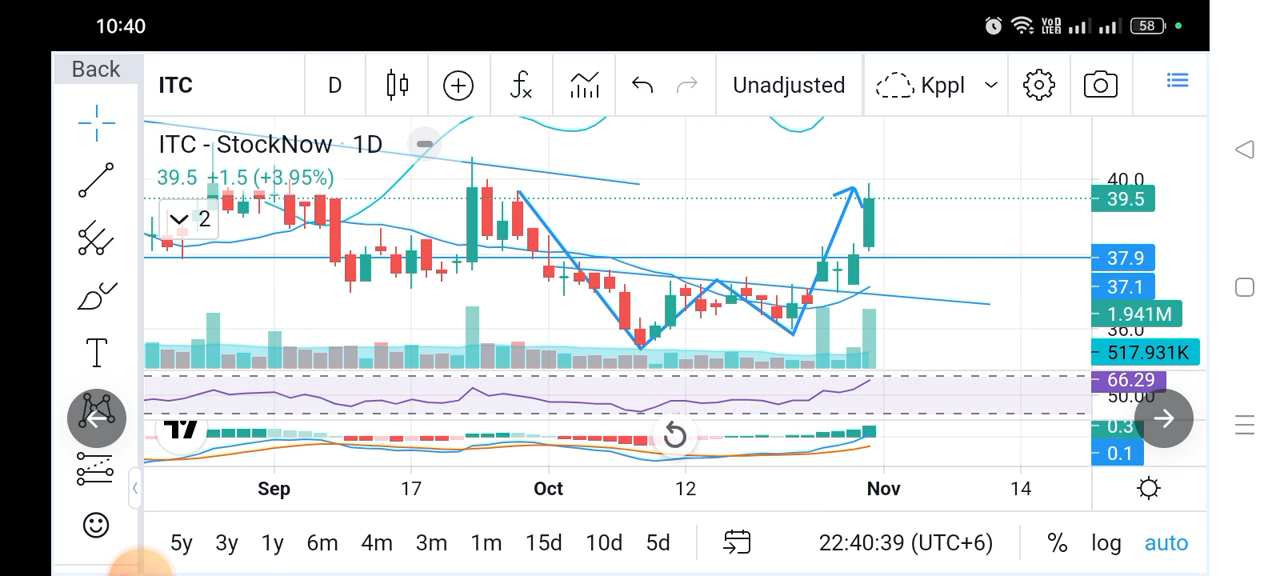 10:40
Vo) LTE2 58
Back
ITC D Unadjusted Kppl
ITC - StockNow · 1D
39.5 +1.5 (+3.95%)
2
40.0
39.5
37.9
37.1
1.941M
36.0
517.931K
66.29
50.00
0.3
0.1
T
Sep 17 Oct 12 Nov 14
5y 3y 1y 6m 4m 3m 1m 15d 10d 5d 22:40:39 (UTC+6) % log auto